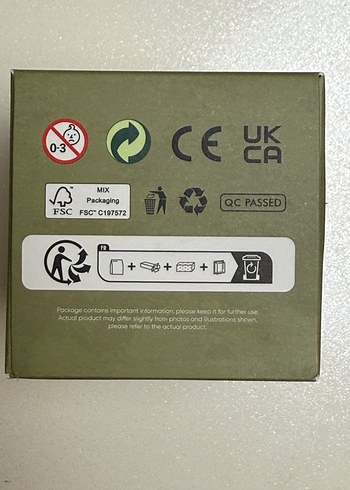 0-3
CE
UK
CA
MIX
Packaging
FSC
FSC™ C197572
QC PASSED
FR
Package contains important information, please keep it for further use.
Actual product may differ slightly from photos and illustrations shown,
please refer to the actual product.